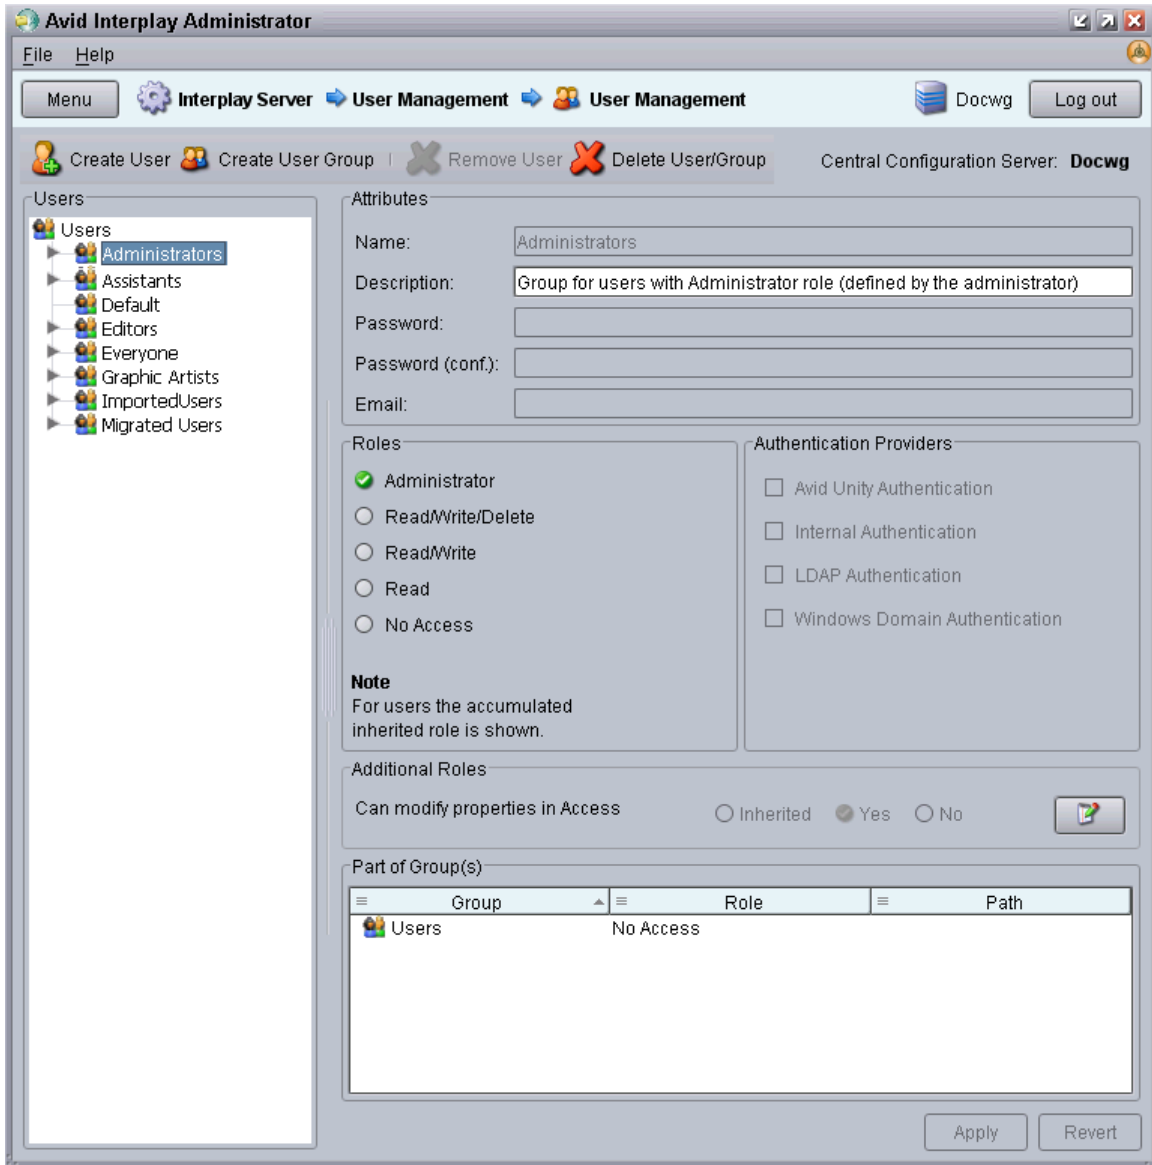 Avid Interplay Administrator
File Help
Menu Interplay Server User Management User Management Docwg Log out
Create User Create User Group Remove User Delete User/Group Central Configuration Server: Docwg
Users
Users
Administrators
Assistants
Default
Editors
Everyone
Graphic Artists
ImportedUsers
Migrated Users
Attributes
Name: Administrators
Description: Group for users with Administrator role (defined by the administrator)
Password:
Password (conf.):
Email:
Roles
Administrator
Read/Write/Delete
Read/Write
Read
No Access
Note
For users the accumulated
inherited role is shown.
Authentication Providers
Avid Unity Authentication
Internal Authentication
LDAP Authentication
Windows Domain Authentication
Additional Roles
Can modify properties in Access Inherited Yes No
Part of Group(s)
Group Role Path
Users No Access
Apply Revert